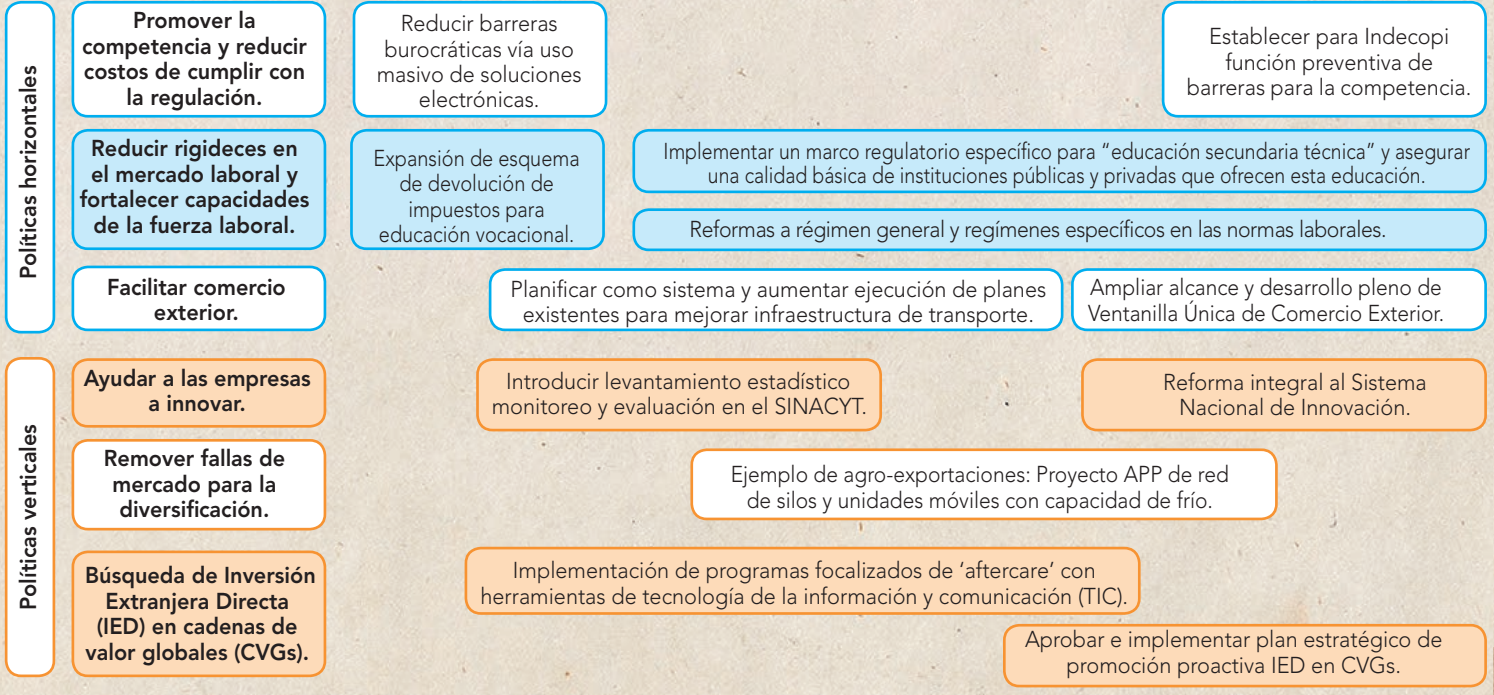 Políticas horizontales
Promover la
competencia y reducir
costos de cumplir con
la regulación.
Reducir barreras
burocráticas vía uso
masivo de soluciones
electrónicas.
Establecer para Indecopi
función preventiva de
barreras para la competencia.
Reducir rigideces en
el mercado laboral y
fortalecer capacidades
de la fuerza laboral.
Expansión de esquema
de devolución de
impuestos para
educación vocacional.
Implementar un marco regulatorio específico para “educación secundaria técnica” y asegurar
una calidad básica de instituciones públicas y privadas que ofrecen esta educación.
Reformas a régimen general y regímenes específicos en las normas laborales.
Facilitar comercio
exterior.
Planificar como sistema y aumentar ejecución de planes
existentes para mejorar infraestructura de transporte.
Ampliar alcance y desarrollo pleno de
Ventanilla Única de Comercio Exterior.
Políticas verticales
Ayudar a las empresas
a innovar.
Introducir levantamiento estadístico
monitoreo y evaluación en el SINACYT.
Reforma integral al Sistema
Nacional de Innovación.
Remover fallas de
mercado para la
diversificación.
Ejemplo de agro-exportaciones: Proyecto APP de red
de silos y unidades móviles con capacidad de frío.
Búsqueda de Inversión
Extranjera Directa
(IED) en cadenas de
valor globales (CVGs).
Implementación de programas focalizados de ‘aftercare’ con
herramientas de tecnología de la información y comunicación (TIC).
Aprobar e implementar plan estratégico de
promoción proactiva IED en CVGs.